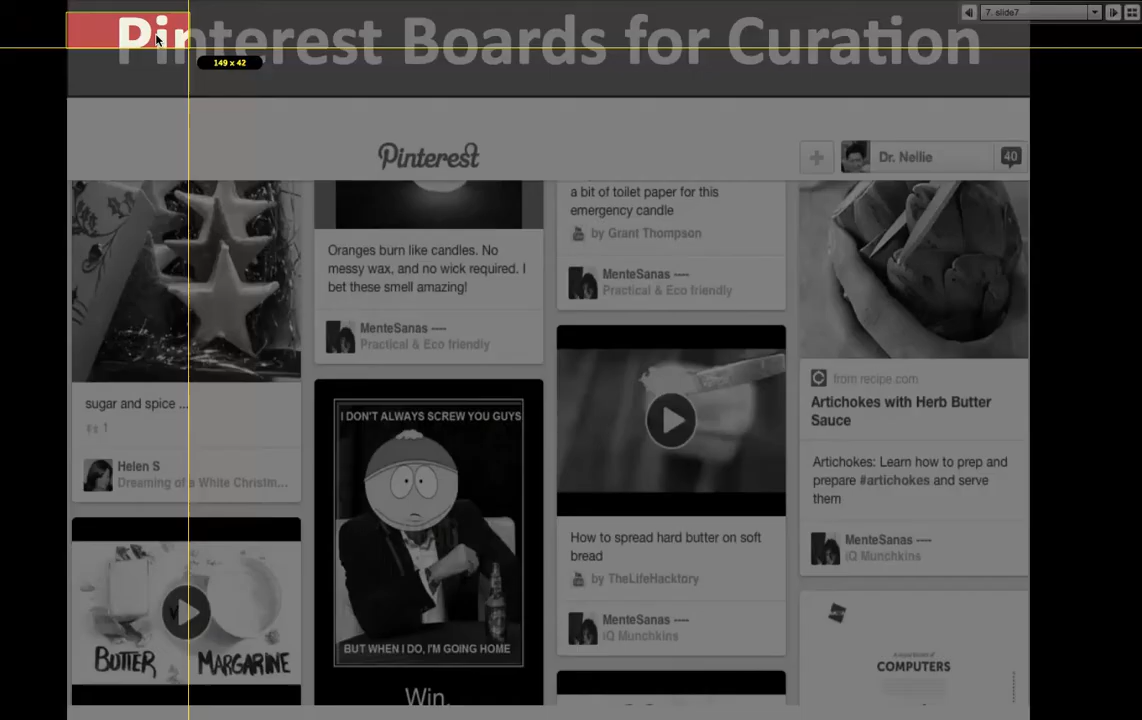 7. slide7
Pinterest Boards for Curation
149 x 42
Pinterest
Dr. Nellie
40
sugar and spice ...
1
Helen S
Dreaming of a White Christm...
BUTTER MARGARINE
Oranges burn like candles. No
messy wax, and no wick required. I
bet these smell amazing!
MenteSanas ----
Practical & Eco friendly
I DON'T ALWAYS SCREW YOU GUYS
BUT WHEN I DO, I'M GOING HOME
Win.
a bit of toilet paper for this
emergency candle
by Grant Thompson
MenteSanas ----
Practical & Eco friendly
How to spread hard butter on soft
bread
by TheLifeHacktory
MenteSanas ----
iQ Munchkins
from recipe.com
Artichokes with Herb Butter
Sauce
Artichokes: Learn how to prep and
prepare #artichokes and serve
them
MenteSanas ----
iQ Munchkins
COMPUTERS